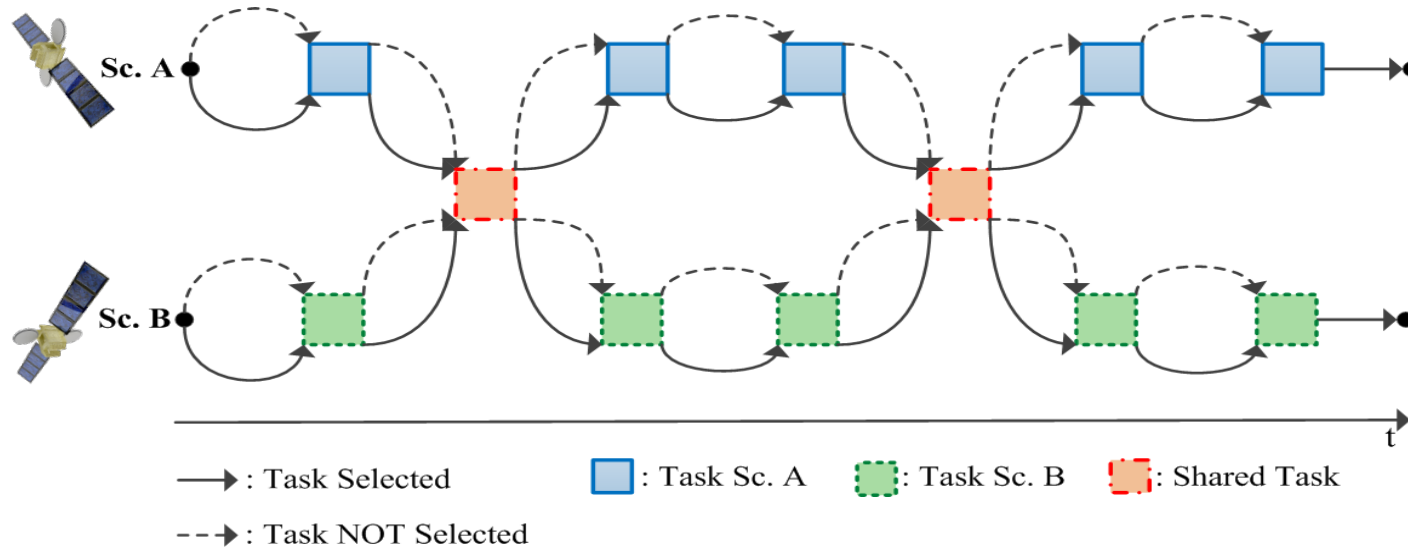 Sc. A
Sc. B
t
: Task Selected
: Task Sc. A
: Task Sc. B
: Shared Task
: Task NOT Selected